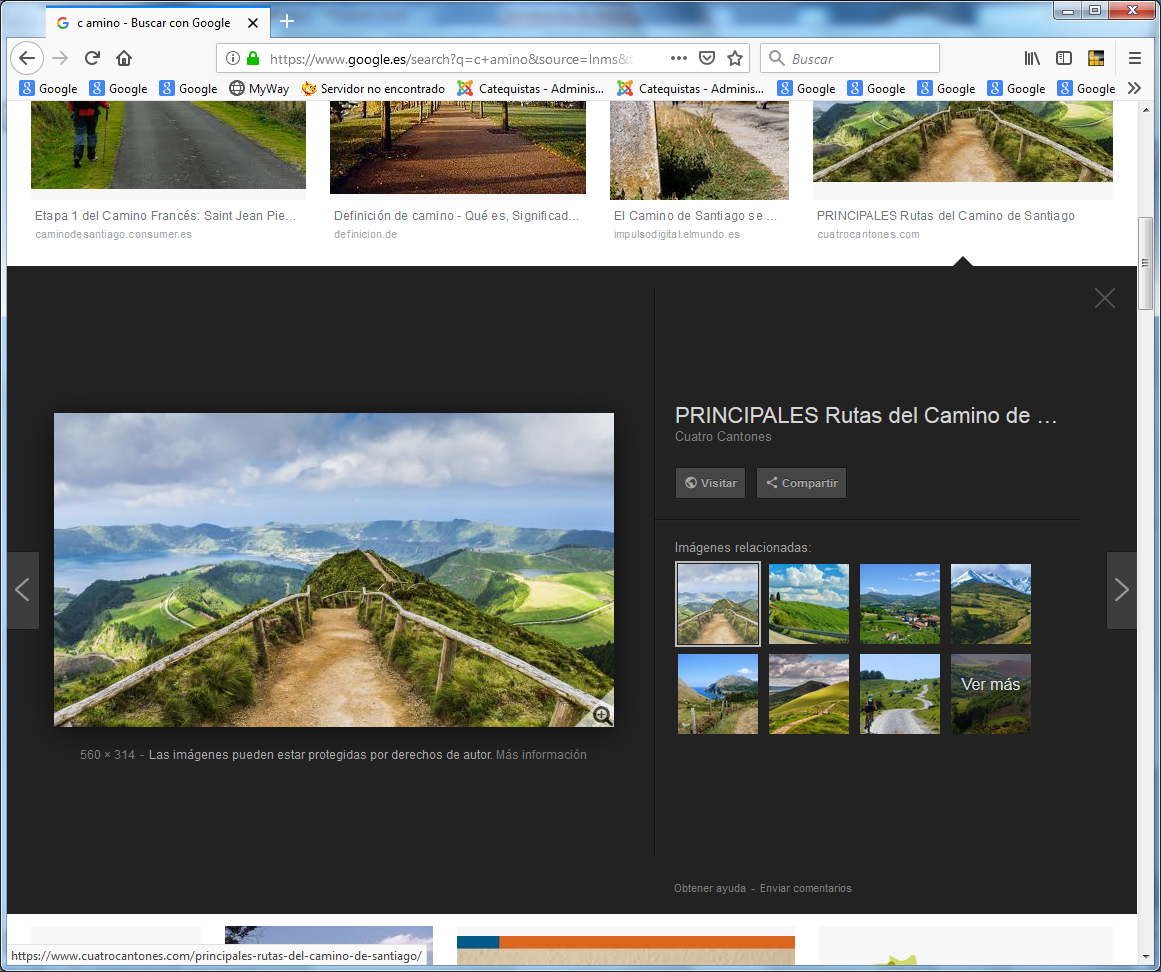 c amino - Buscar con Google
https://www.google.es/search?q=c+amino&source=lnms&t
Buscar
Google
Google
Google
MyWay
Servidor no encontrado
Catequistas - Adminis...
Catequistas - Adminis...
Google
Google
Google
Google
Google
Etapa 1 del Camino Francés: Saint Jean Pie...
caminodesantiago.consumer.es
Definición de camino - Qué es, Significad...
definicion.de
El Camino de Santiago se ...
impulsodigital.elmundo.es
PRINCIPALES Rutas del Camino de Santiago
cuatrocantones.com
PRINCIPALES Rutas del Camino de ...
Cuatro Cantones
Visitar
Compartir
Imágenes relacionadas:
Ver más
560 × 314 - Las imágenes pueden estar protegidas por derechos de autor. Más información
Obtener ayuda - Enviar comentarios
https://www.cuatrocantones.com/principales-rutas-del-camino-de-santiago/